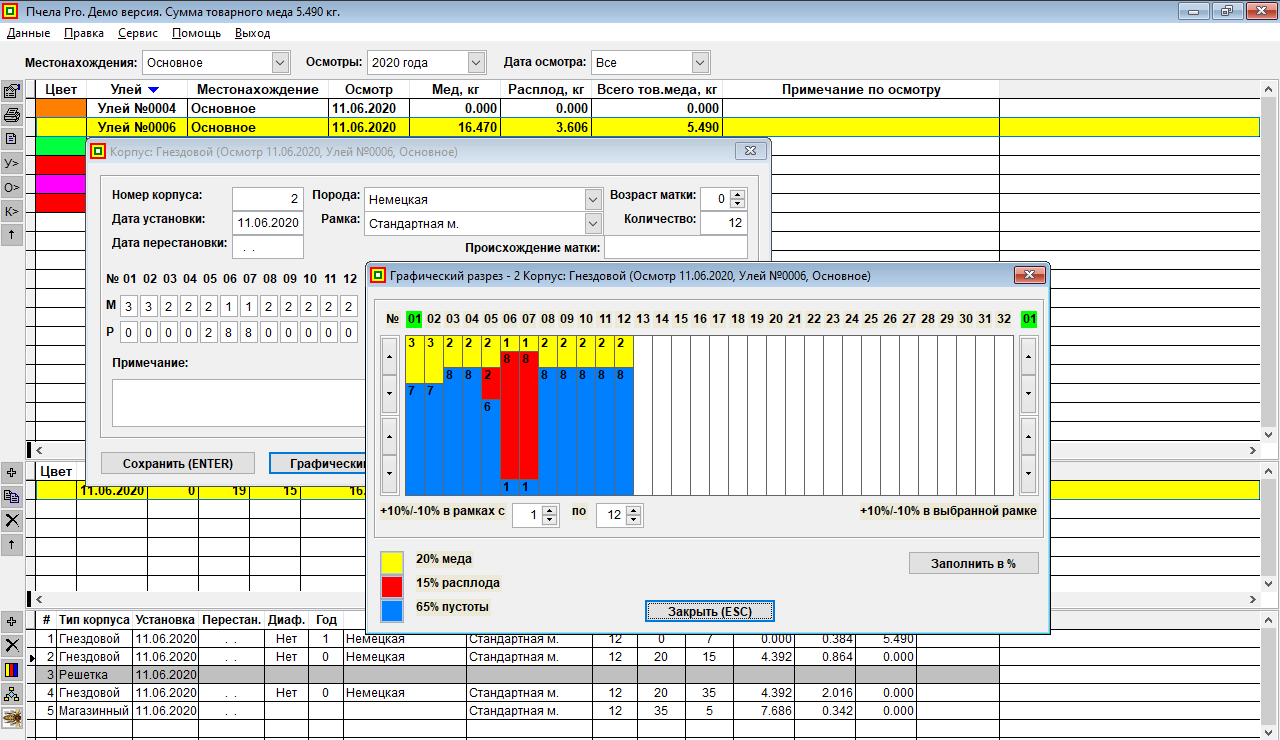 Пчела Pro. Демо версия. Сумма товарного меда 5.490 кг.
Данные Правка Сервис Помощь Выход
Местонахождения: Основное Осмотры: 2020 года Дата осмотра: Все
Цвет Улей Местонахождение Осмотр Мед, кг Расплод, кг Всего тов.меда, кг Примечание по осмотру
Улей №0004 Основное 11.06.2020 0.000 0.000 0.000
Улей №0006 Основное 11.06.2020 16.470 3.606 5.490
У>
О>
К>
Корпус: Гнездовой (Осмотр 11.06.2020, Улей №0006, Основное)
Номер корпуса: 2 Порода: Немецкая Возраст матки: 0
Дата установки: 11.06.2020 Рамка: Стандартная м. Количество: 12
Дата перестановки: . . Происхождение матки:
№ 01 02 03 04 05 06 07 08 09 10 11 12
М 3 3 2 2 2 1 1 2 2 2 2 2
Р 0 0 0 0 2 8 8 0 0 0 0 0
Примечание:
Сохранить (ENTER) Графически
Графический разрез - 2 Корпус: Гнездовой (Осмотр 11.06.2020, Улей №0006, Основное)
№ 01 02 03 04 05 06 07 08 09 10 11 12 13 14 15 16 17 18 19 20 21 22 23 24 25 26 27 28 29 30 31 32 01
3 3 2 2 2 1 1 2 2 2 2 2
8 8
8 8 2 8 8 8 8 8
7 7
6
1 1
+10%/-10% в рамках с 1 по 12 +10%/-10% в выбранной рамке
20% меда
15% расплода
65% пустоты
Заполнить в %
Закрыть (ESC)
Цвет
11.06.2020 0 19 15 16.
# Тип корпуса Установка Перестан. Диаф. Год
1 Гнездовой 11.06.2020 . . Нет 1 Немецкая Стандартная м. 12 0 7 0.000 0.384 5.490
2 Гнездовой 11.06.2020 . . Нет 0 Немецкая Стандартная м. 12 20 15 4.392 0.864 0.000
3 Решетка 11.06.2020
4 Гнездовой 11.06.2020 . . Нет 0 Немецкая Стандартная м. 12 20 35 4.392 2.016 0.000
5 Магазинный 11.06.2020 . . Стандартная м. 12 35 5 7.686 0.342 0.000